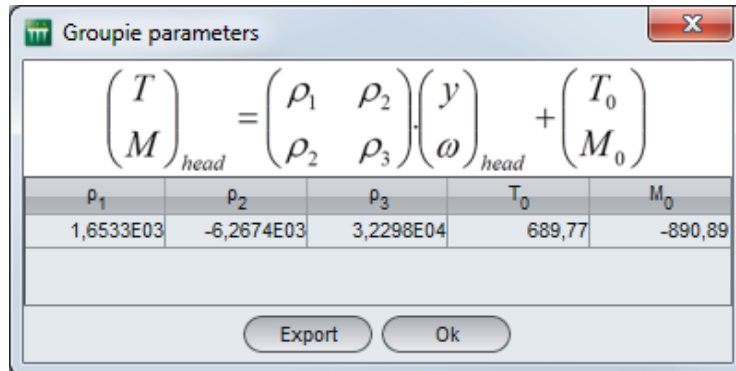 Groupie parameters
(T M)head = (ρ1 ρ2 ρ2 ρ3).(y ω)head + (T0 M0)
ρ1 ρ2 ρ3 T0 M0
1,6533E03 -6,2674E03 3,2298E04 689,77 -890,89
Export Ok